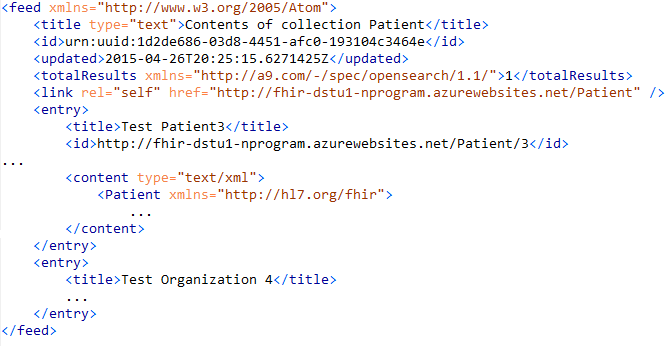 <feed xmlns="http://www.w3.org/2005/Atom">
<title type="text">Contents of collection Patient</title>
<id>urn:uuid:1d2de686-03d8-4451-afc0-193104c3464e</id>
<updated>2015-04-26T20:25:15.6271425Z</updated>
<totalResults xmlns="http://a9.com/-/spec/opensearch/1.1/">1</totalResults>
<link rel="self" href="http://fhir-dstu1-nprogram.azurewebsites.net/Patient" />
<entry>
<title>Test Patient3</title>
<id>http://fhir-dstu1-nprogram.azurewebsites.net/Patient/3</id>
...
<content type="text/xml">
<Patient xmlns="http://hl7.org/fhir">
...
</content>
</entry>
<entry>
<title>Test Organization 4</title>
...
</entry>
</feed>